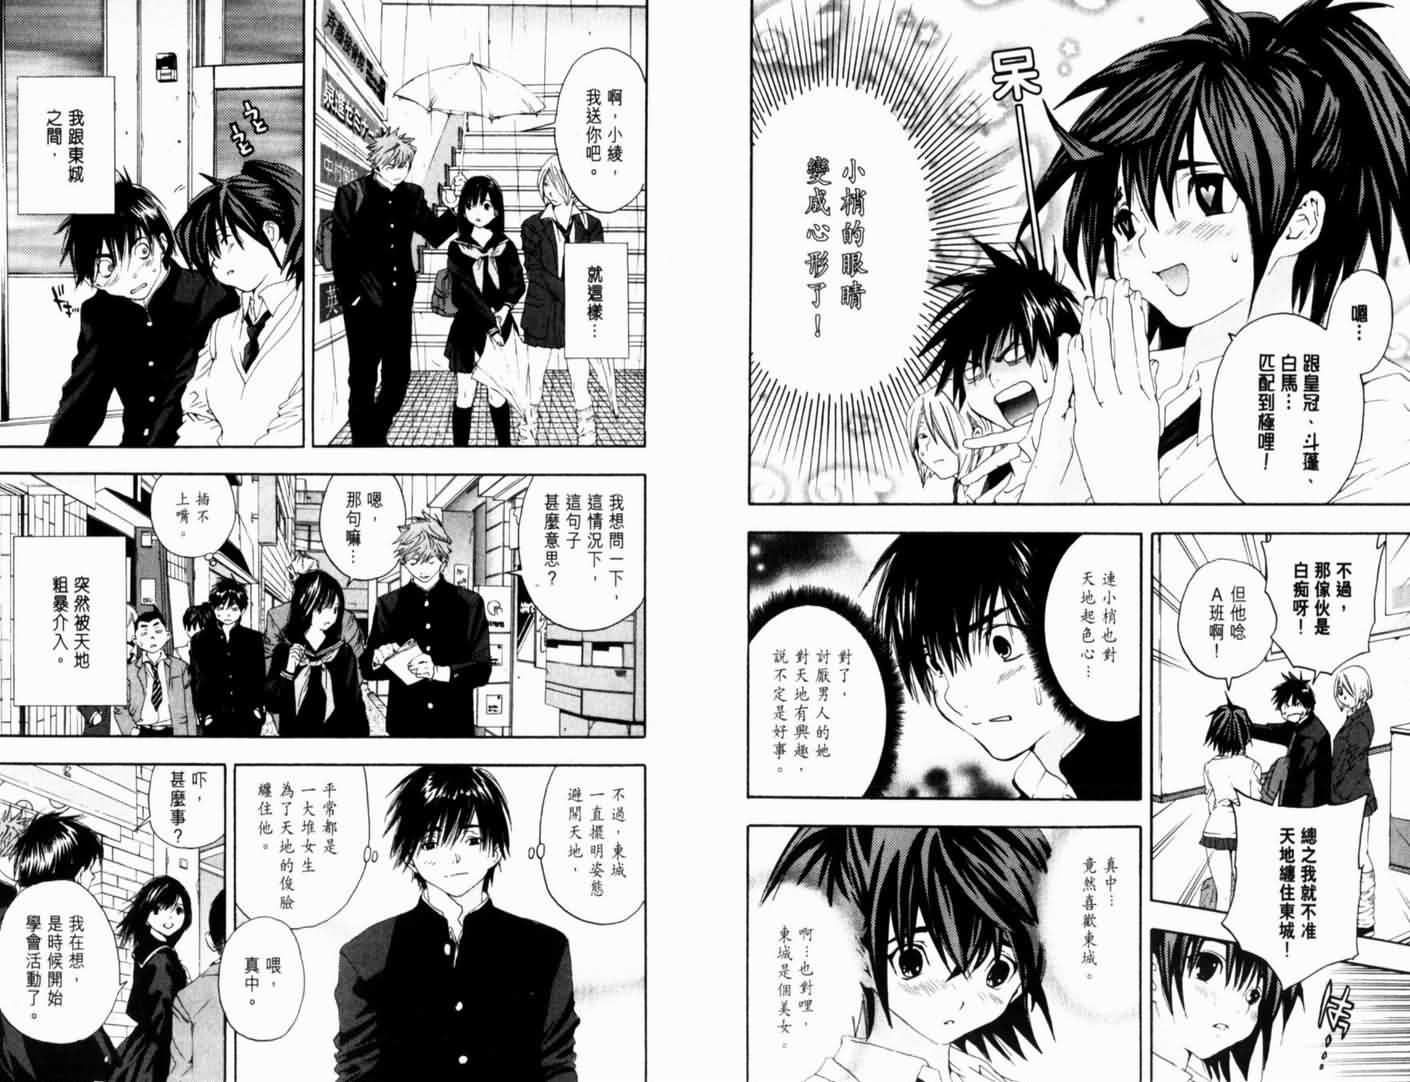 嗯…
跟皇冠、斗蓬、
白馬…
匹配到極哩！
呆
小梢的眼睛
變成心形了！
不過，
那傢伙是
白痴呀！
但他唸
A班啊！
總之我就不准
天地纏住東城！
連小梢也對
天地起色心…
對了，
討厭男人的她
對天地有興趣，
說不定是好事。
真中…
竟然喜歡東城。
啊…也對哩，
東城是個美女。
啊，小綾，
我送你吧。
就這樣…
我跟東城
之間，
うと
うと
我想問一下，
這情況下，
這句子
甚麼意思？
嗯，
那句嘛…
插不
上嘴。
突然被天地
粗暴介入。
不過，東城
一直擺明姿態
避開天地，
平常都是
一大堆女生
為了天地的俊臉
纏住他。
喂，
真中。
吓，
甚麼事？
我在想，
是時候開始
學會活動了。